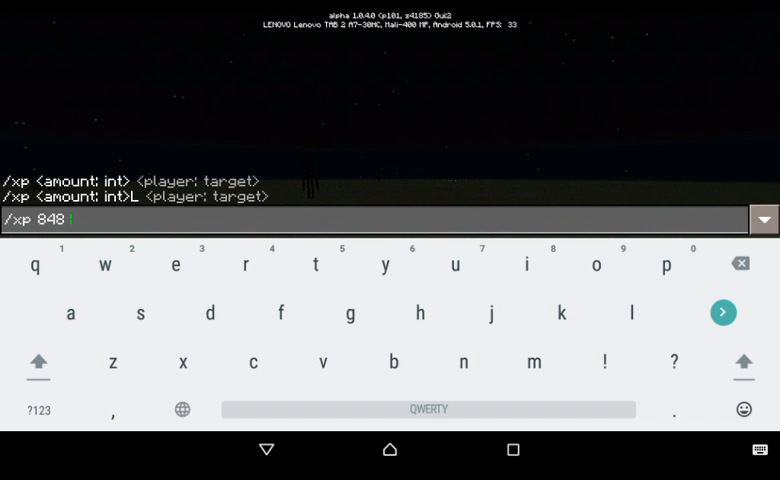 alpha 1.0.4.0 (p101, s4185) Gui2
LENOVO Lenovo TAB 2 A7-30HC, Mali-400 MP, Android 5.0.1, FPS: 33
/xp <amount: int> <player: target>
/xp <amount: int>L <player: target>
/xp 848
1 2 3 4 5 6 7 8 9 0
q w e r t y u i o p
a s d f g h j k l
z x c v b n m ! ?
?123 , QWERTY .